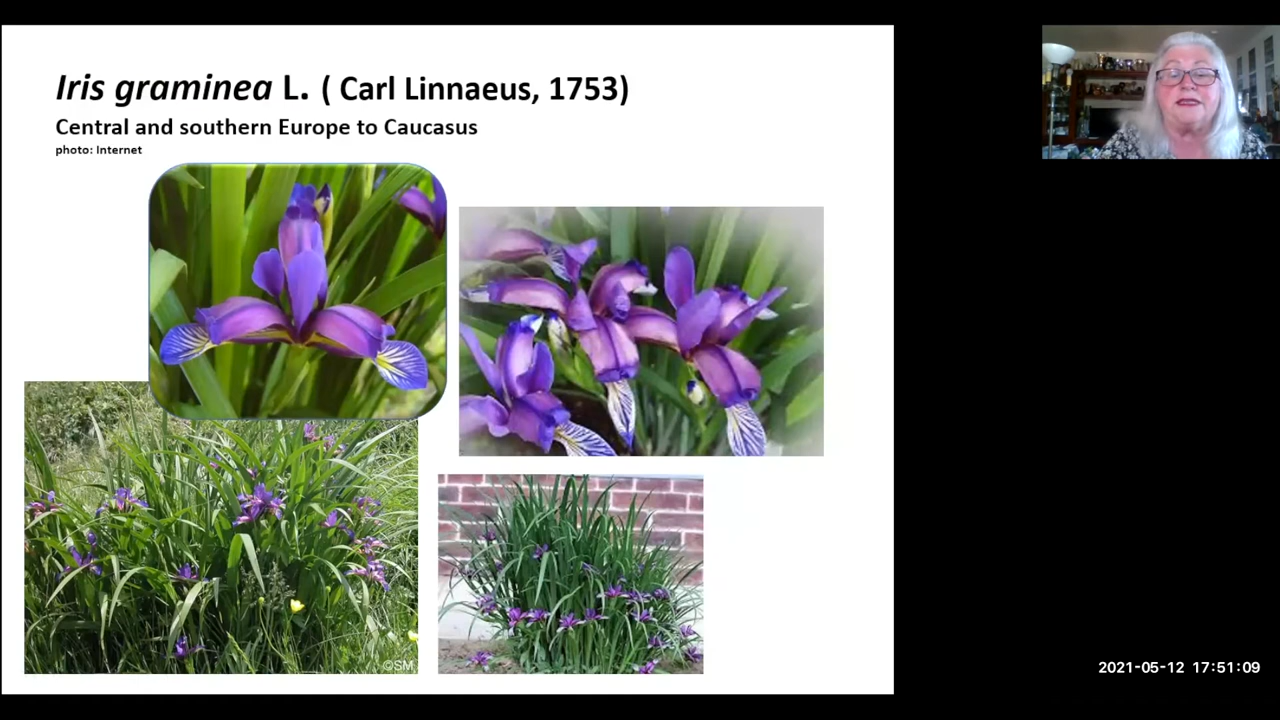 Iris graminea L. ( Carl Linnaeus, 1753)
Central and southern Europe to Caucasus
photo: Internet
©SM
2021-05-12 17:51:09